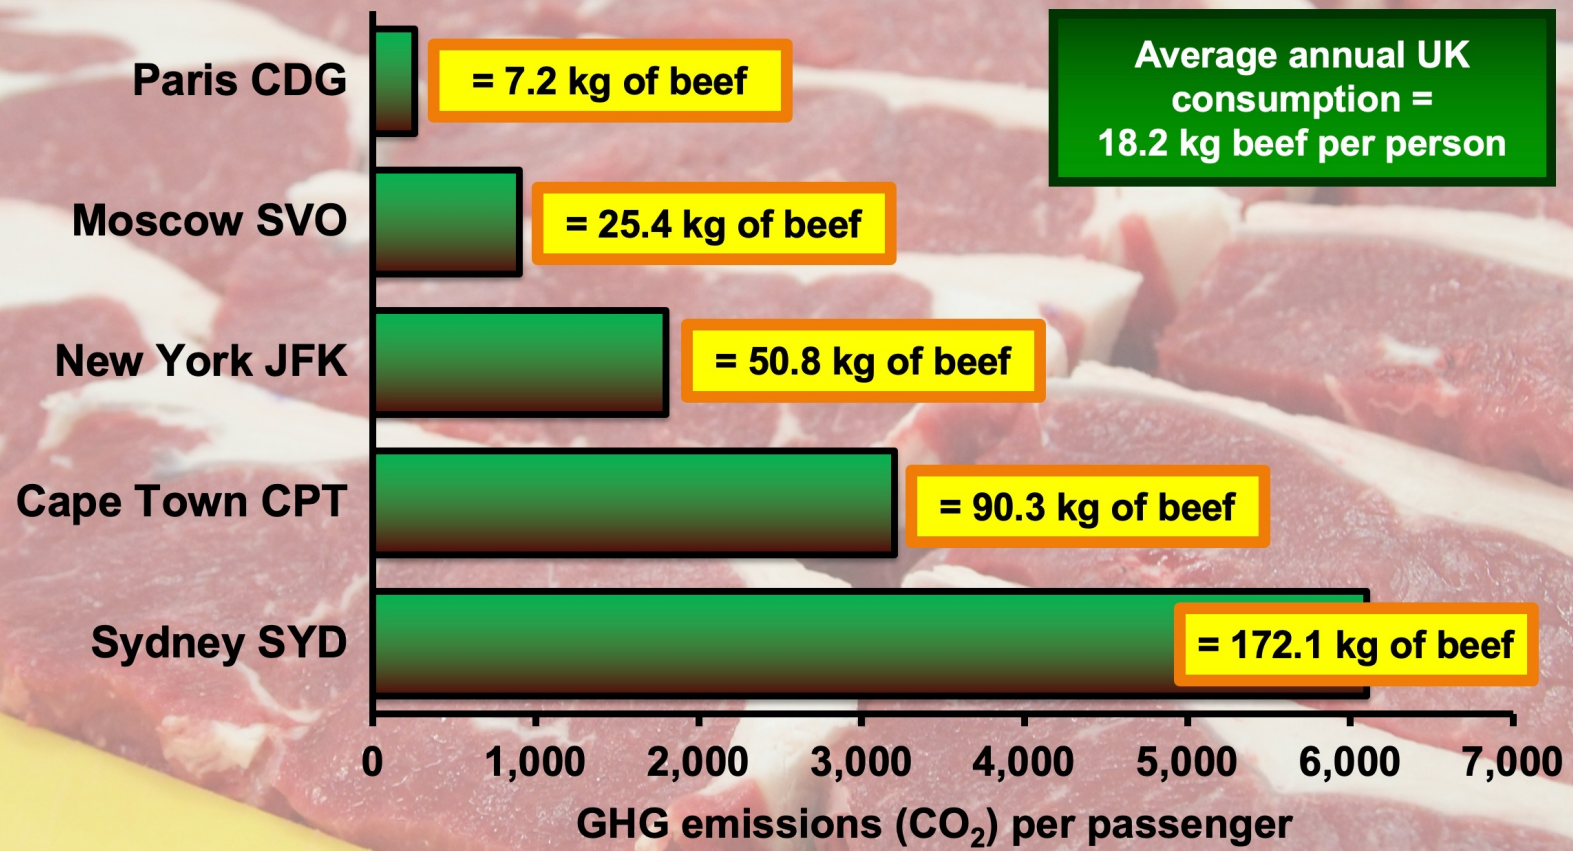 Average annual UK
consumption =
18.2 kg beef per person
Paris CDG
= 7.2 kg of beef
Moscow SVO
= 25.4 kg of beef
New York JFK
= 50.8 kg of beef
Cape Town CPT
= 90.3 kg of beef
Sydney SYD
= 172.1 kg of beef
0 1,000 2,000 3,000 4,000 5,000 6,000 7,000
GHG emissions (CO₂) per passenger